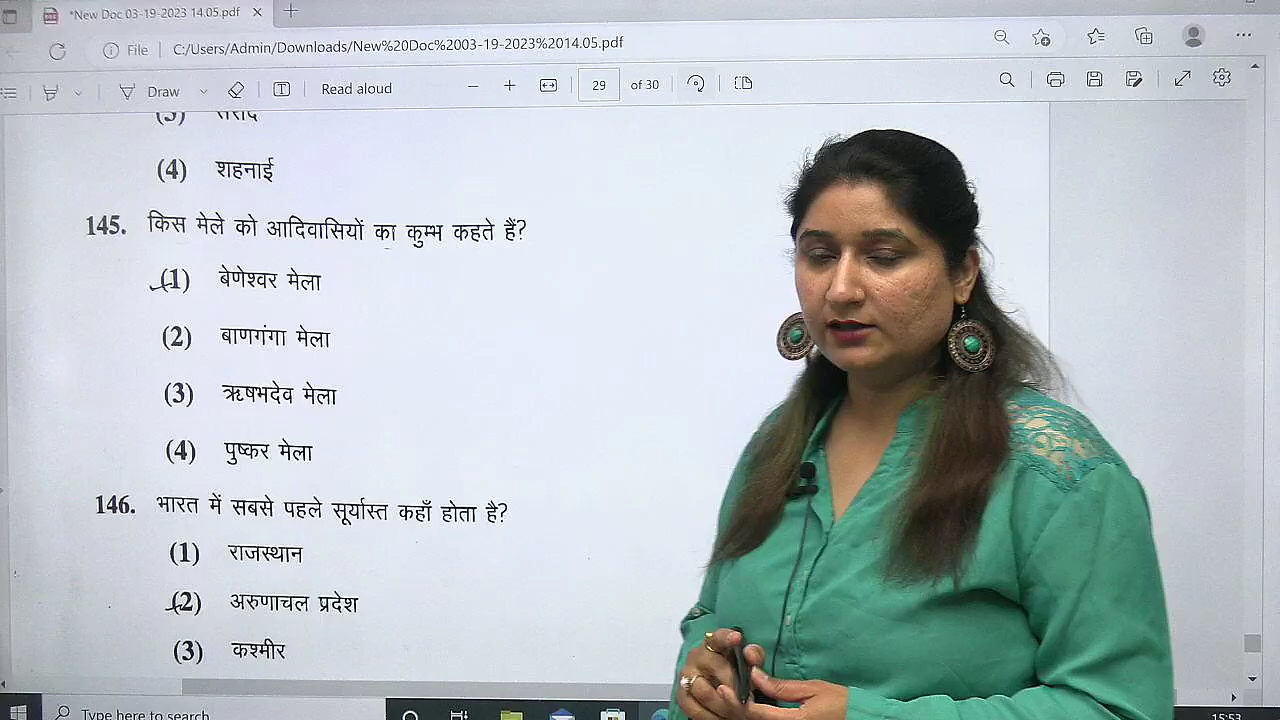 *New Doc 03-19-2023 14.05.pdf
File C:/Users/Admin/Downloads/New%20Doc%2003-19-2023%2014.05.pdf
Draw Read aloud 29 of 30
(4) शहनाई
145. किस मेले को आदिवासियों का कुम्भ कहते हैं?
(1) बेणेश्वर मेला
(2) बाणगंगा मेला
(3) ऋषभदेव मेला
(4) पुष्कर मेला
146. भारत में सबसे पहले सूर्यास्त कहाँ होता है?
(1) राजस्थान
(2) अरुणाचल प्रदेश
(3) कश्मीर
Type here to search
15:53